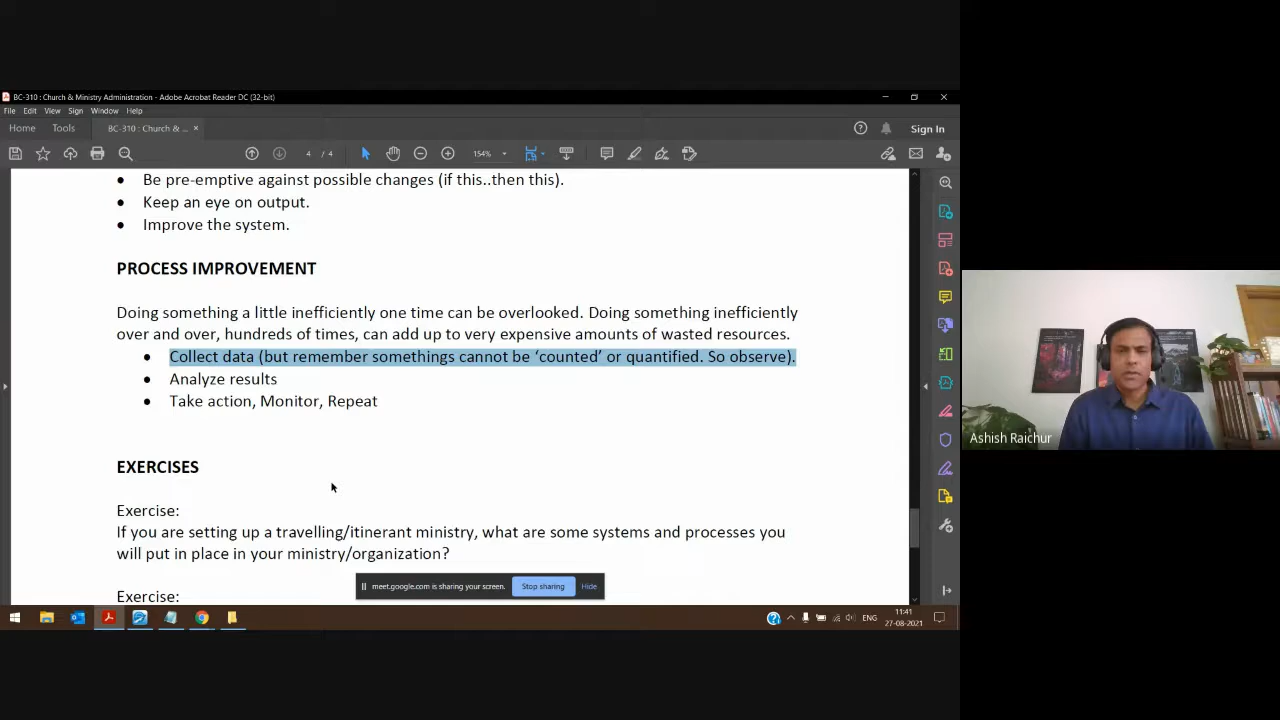 BC-310 : Church & Ministry Administration - Adobe Acrobat Reader DC (32-bit)
File Edit View Sign Window Help
Home Tools BC-310 : Church & ... × Sign In
4 / 4 154%
• Be pre-emptive against possible changes (if this..then this).
• Keep an eye on output.
• Improve the system.
PROCESS IMPROVEMENT
Doing something a little inefficiently one time can be overlooked. Doing something inefficiently
over and over, hundreds of times, can add up to very expensive amounts of wasted resources.
• Collect data (but remember somethings cannot be ‘counted’ or quantified. So observe).
• Analyze results
• Take action, Monitor, Repeat
EXERCISES
Exercise:
If you are setting up a travelling/itinerant ministry, what are some systems and processes you
will put in place in your ministry/organization?
Exercise:
meet.google.com is sharing your screen. Stop sharing Hide
ENG 11:41
27-08-2021
Ashish Raichur